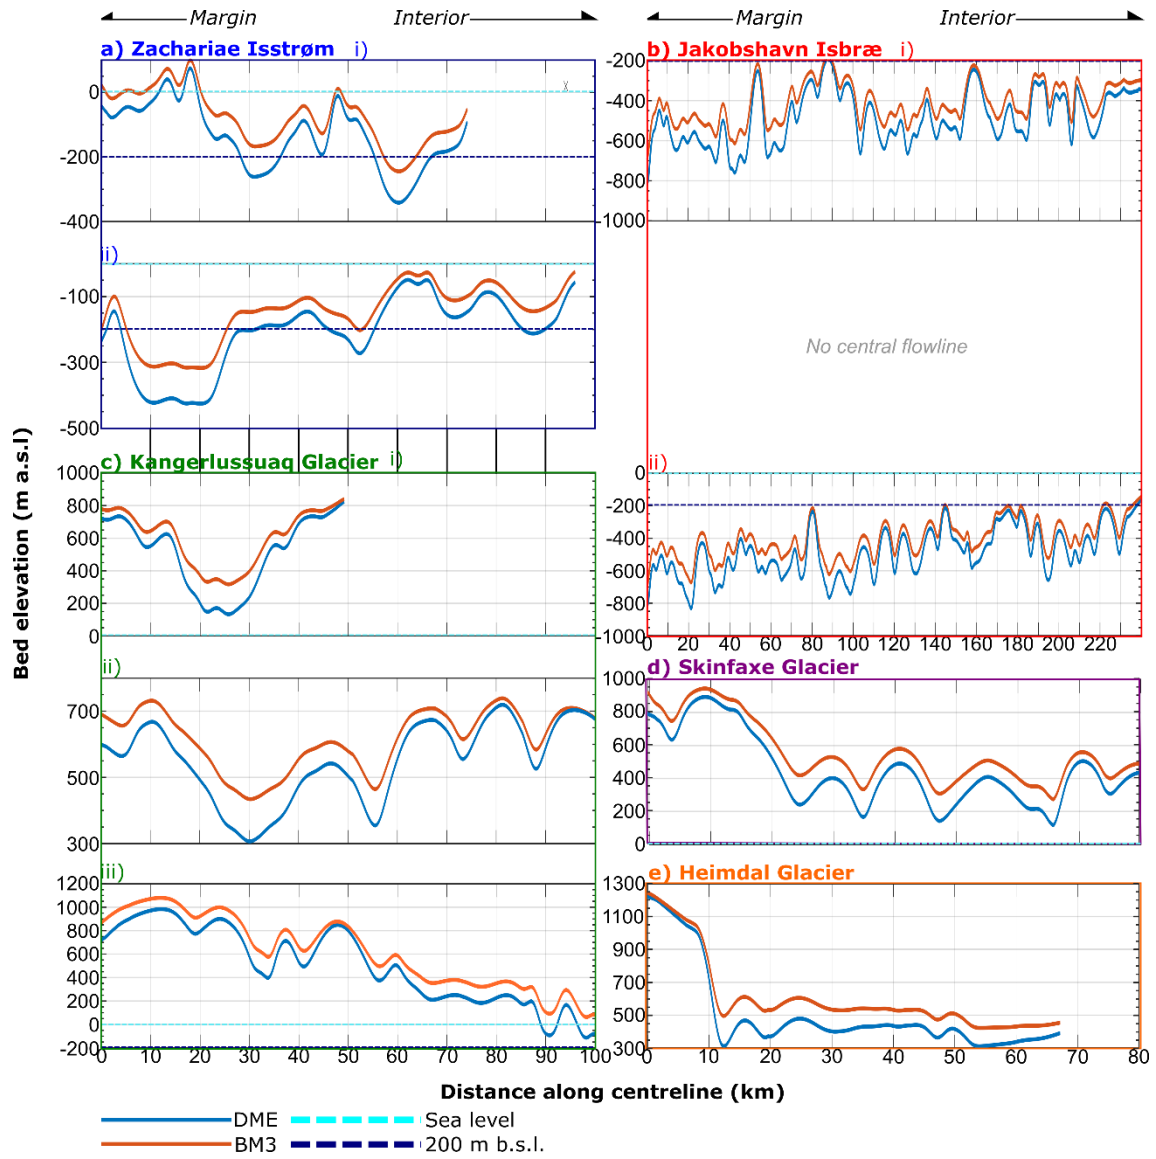 Margin Interior Margin Interior
a) Zachariae Isstrøm i)
0
-200
-400
ii)
-100
-200
-300
-400
-500
b) Jakobshavn Isbræ i)
-200
-400
-600
-800
-1000
No central flowline
ii)
0
-200
-400
-600
-800
-1000
0 20 40 60 80 100 120 140 160 180 200 220
c) Kangerlussuaq Glacier i)
1000
800
600
400
200
0
ii)
700
500
300
iii)
1200
1000
800
600
400
200
0
-200
0 10 20 30 40 50 60 70 80 90 100
d) Skinfaxe Glacier
1000
800
600
400
200
0
e) Heimdal Glacier
1300
1100
900
700
500
300
0 10 20 30 40 50 60 70 80
Bed elevation (m a.s.l)
Distance along centreline (km)
DME Sea level
BM3 200 m b.s.l.